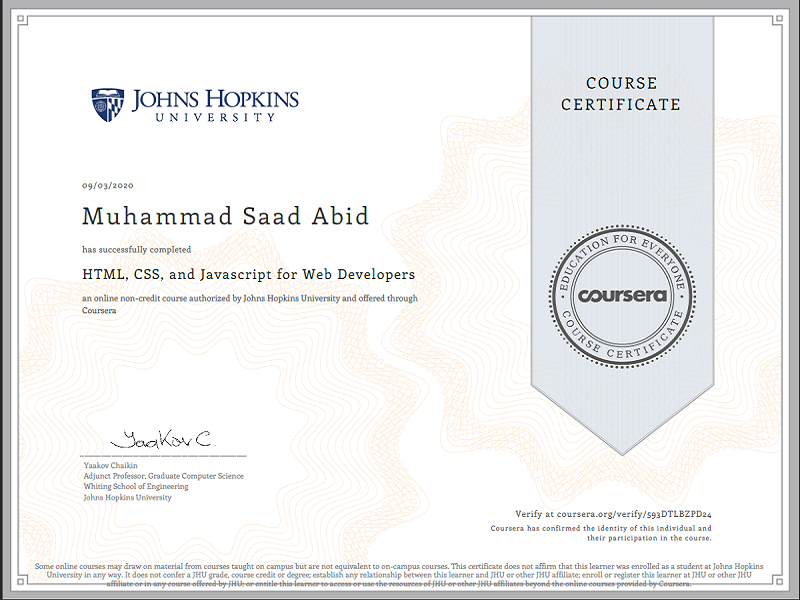 JOHNS HOPKINS
UNIVERSITY
COURSE
CERTIFICATE
09/03/2020
Muhammad Saad Abid
has successfully completed
HTML, CSS, and Javascript for Web Developers
an online non-credit course authorized by Johns Hopkins University and offered through
Coursera
EDUCATION FOR EVERYONE
coursera
COURSE CERTIFICATE
Yaakov C.
Yaakov Chaikin
Adjunct Professor, Graduate Computer Science
Whiting School of Engineering
Johns Hopkins University
Verify at coursera.org/verify/593DTLBZPD24
Coursera has confirmed the identity of this individual and
their participation in the course.
Some online courses may draw on material from courses taught on campus but are not equivalent to on-campus courses. This certificate does not affirm that this learner was enrolled as a student at Johns Hopkins
University in any way. It does not confer a JHU grade, course credit or degree; establish any relationship between this learner and JHU or other JHU affiliate; enroll or register this learner at JHU or other JHU
affiliate or in any course offered by JHU; or entitle this learner to access or use the resources of JHU or other JHU affiliates beyond the online courses provided by Coursera.